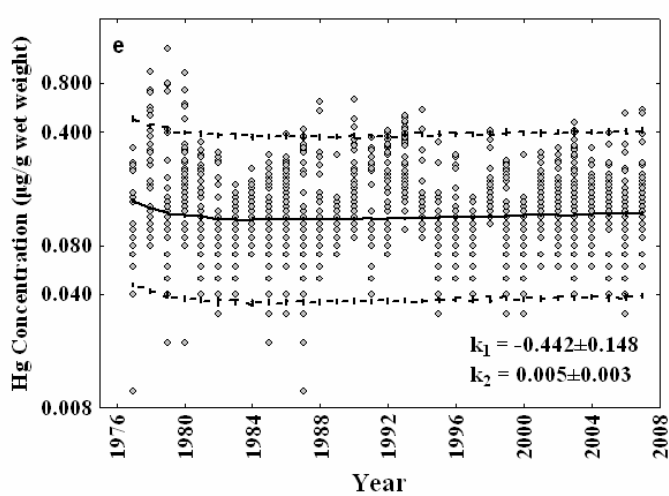 e
Hg Concentration (µg/g wet weight)
0.800
0.400
0.080
0.040
0.008
k1 = -0.442±0.148
k2 = 0.005±0.003
1976
1980
1984
1988
1992
1996
2000
2004
2008
Year